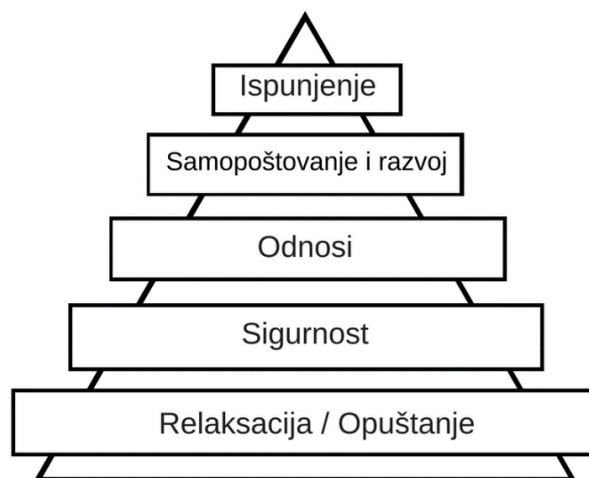 Ispunjenje
Samopoštovanje i razvoj
Odnosi
Sigurnost
Relaksacija / Opuštanje